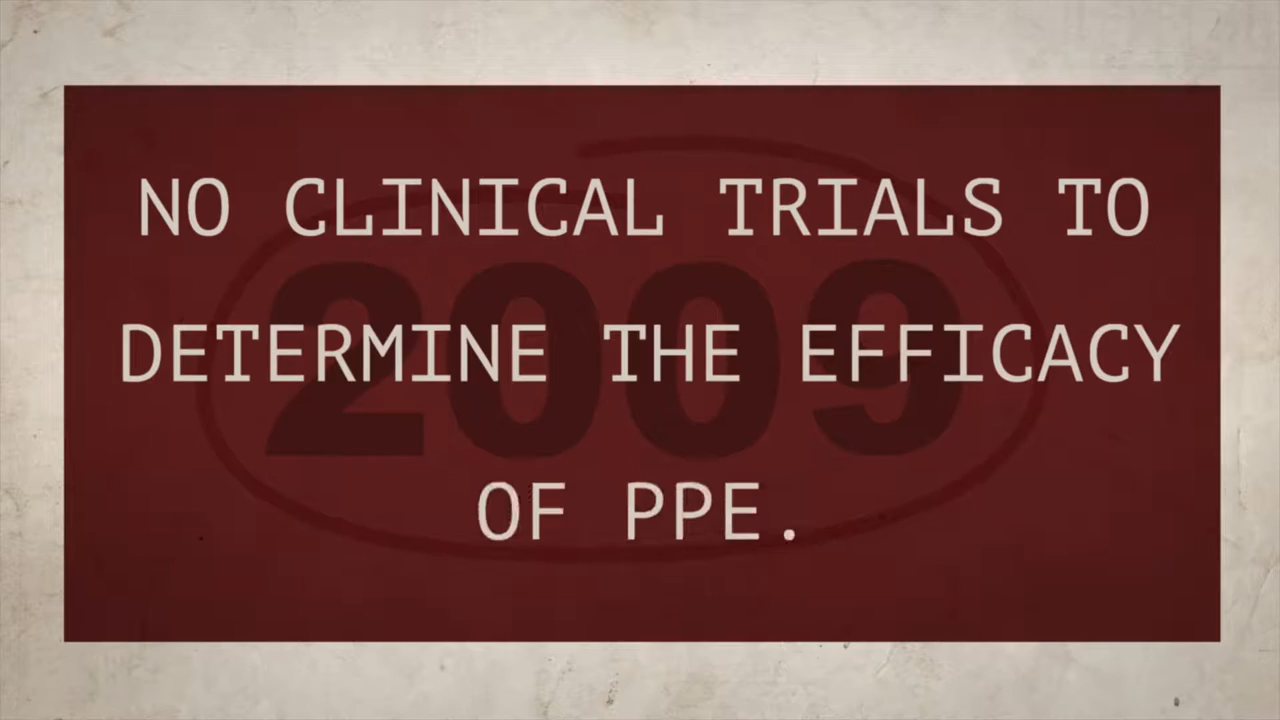 NO CLINICAL TRIALS TO
2009
DETERMINE THE EFFICACY
OF PPE.